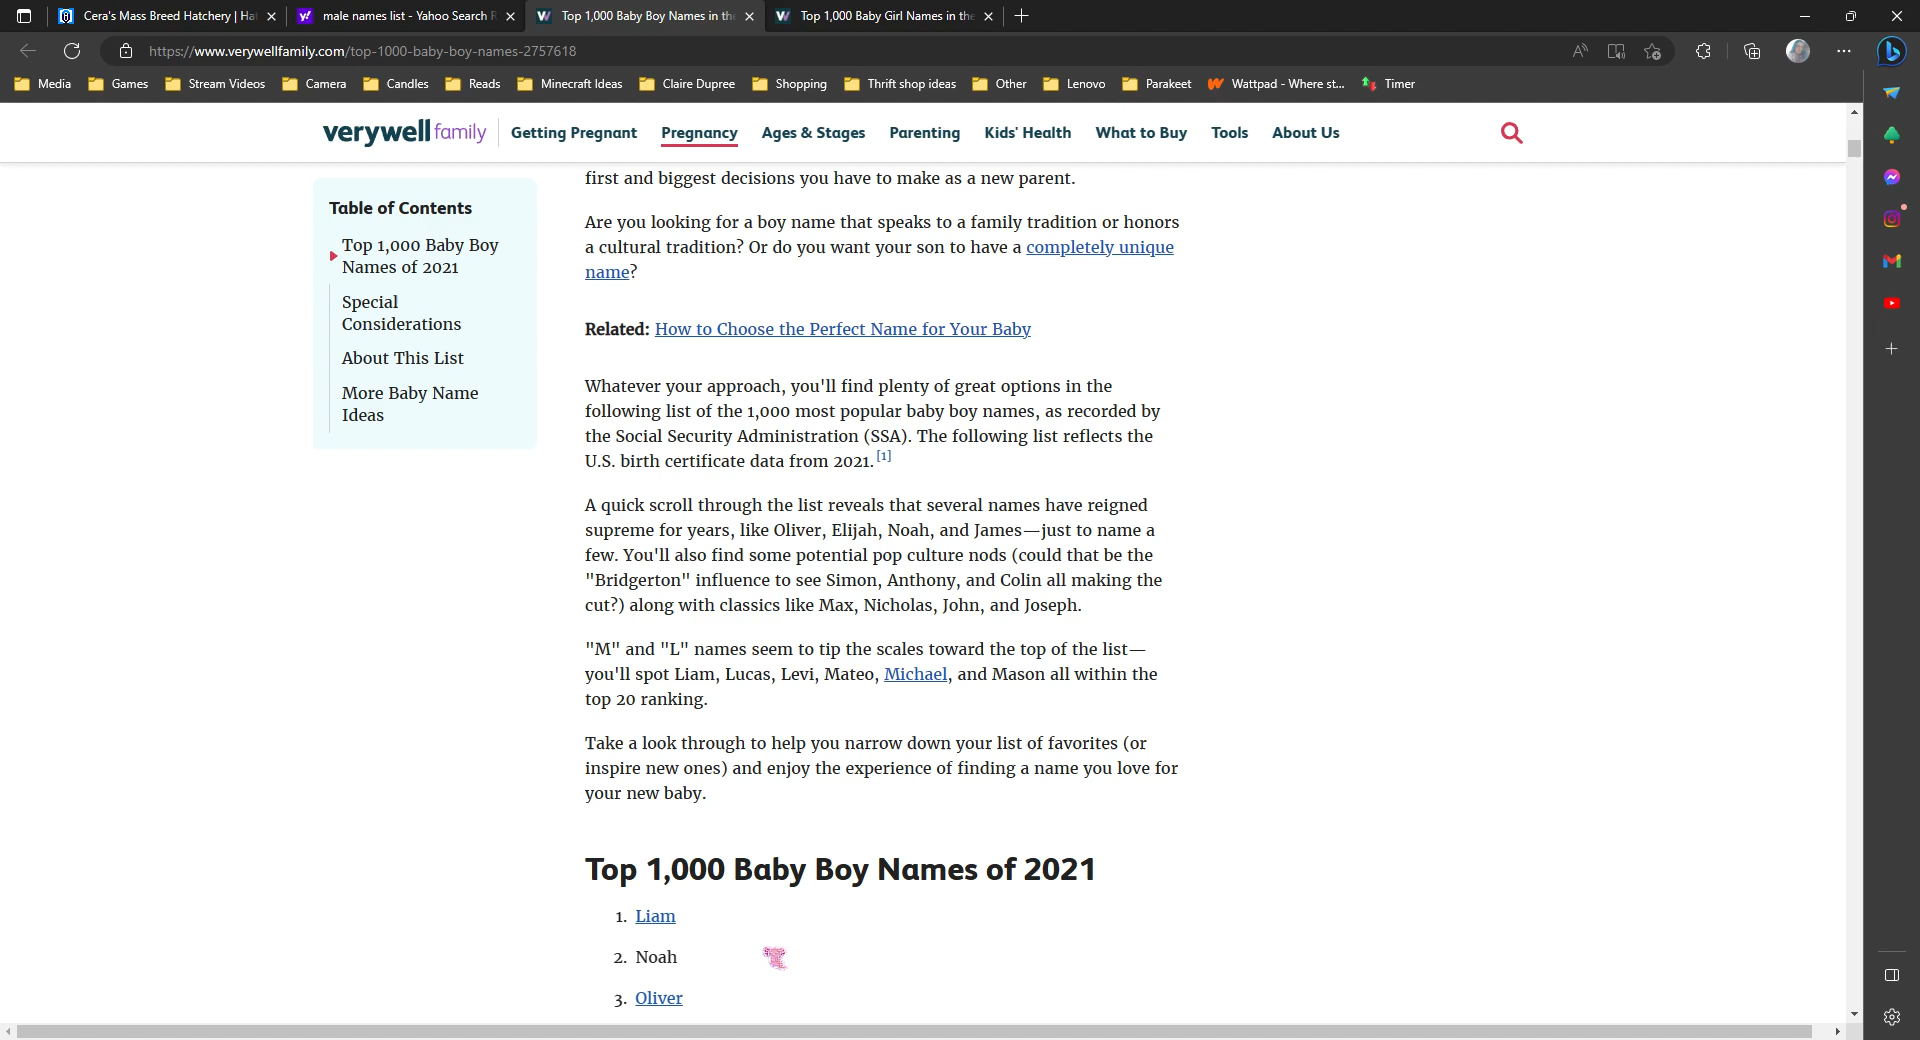 Cera's Mass Breed Hatchery | Ha
male names list - Yahoo Search R
Top 1,000 Baby Boy Names in th
Top 1,000 Baby Girl Names in the
https://www.verywellfamily.com/top-1000-baby-boy-names-2757618
Media
Games
Stream Videos
Camera
Candles
Reads
Minecraft Ideas
Claire Dupree
Shopping
Thrift shop ideas
Other
Lenovo
Parakeet
Wattpad - Where st...
Timer
verywell family
Getting Pregnant
Pregnancy
Ages & Stages
Parenting
Kids' Health
What to Buy
Tools
About Us
Table of Contents
Top 1,000 Baby Boy
Names of 2021
Special
Considerations
About This List
More Baby Name
Ideas
first and biggest decisions you have to make as a new parent.
Are you looking for a boy name that speaks to a family tradition or honors
a cultural tradition? Or do you want your son to have a completely unique
name?
Related: How to Choose the Perfect Name for Your Baby
Whatever your approach, you'll find plenty of great options in the
following list of the 1,000 most popular baby boy names, as recorded by
the Social Security Administration (SSA). The following list reflects the
U.S. birth certificate data from 2021. [1]
A quick scroll through the list reveals that several names have reigned
supreme for years, like Oliver, Elijah, Noah, and James—just to name a
few. You'll also find some potential pop culture nods (could that be the
"Bridgerton" influence to see Simon, Anthony, and Colin all making the
cut?) along with classics like Max, Nicholas, John, and Joseph.
"M" and "L" names seem to tip the scales toward the top of the list—
you'll spot Liam, Lucas, Levi, Mateo, Michael, and Mason all within the
top 20 ranking.
Take a look through to help you narrow down your list of favorites (or
inspire new ones) and enjoy the experience of finding a name you love for
your new baby.
Top 1,000 Baby Boy Names of 2021
1. Liam
2. Noah
3. Oliver